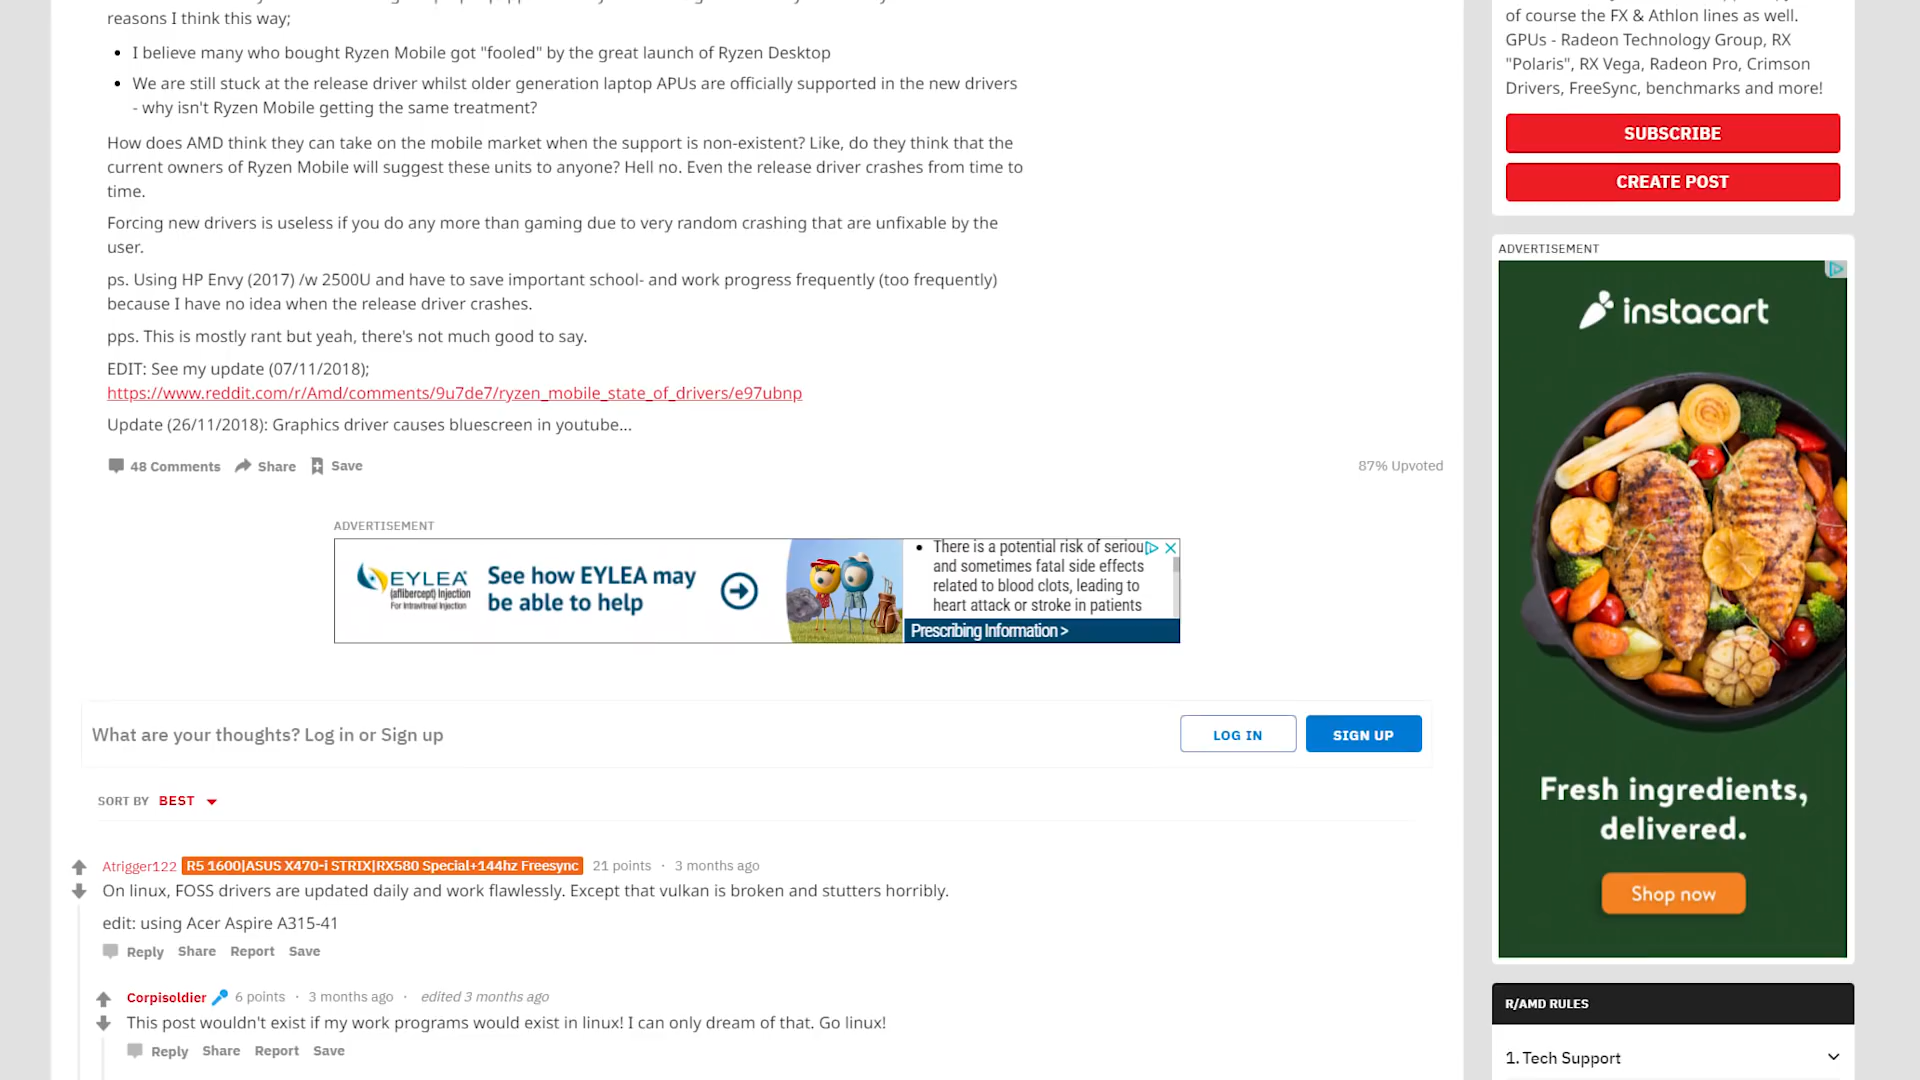 reasons I think this way;
I believe many who bought Ryzen Mobile got "fooled" by the great launch of Ryzen Desktop
We are still stuck at the release driver whilst older generation laptop APUs are officially supported in the new drivers
- why isn't Ryzen Mobile getting the same treatment?
How does AMD think they can take on the mobile market when the support is non-existent? Like, do they think that the
current owners of Ryzen Mobile will suggest these units to anyone? Hell no. Even the release driver crashes from time to
time.
Forcing new drivers is useless if you do any more than gaming due to very random crashing that are unfixable by the
user.
ps. Using HP Envy (2017) /w 2500U and have to save important school- and work progress frequently (too frequently)
because I have no idea when the release driver crashes.
pps. This is mostly rant but yeah, there's not much good to say.
EDIT: See my update (07/11/2018);
https://www.reddit.com/r/Amd/comments/9u7de7/ryzen_mobile_state_of_drivers/e97ubnp
Update (26/11/2018): Graphics driver causes bluescreen in youtube...
48 Comments Share Save
87% Upvoted
ADVERTISEMENT
EYLEA
(aflibercept) Injection
For Intravitreal Injection
See how EYLEA may
be able to help
There is a potential risk of seriou
and sometimes fatal side effects
related to blood clots, leading to
heart attack or stroke in patients
Prescribing Information >
What are your thoughts? Log in or Sign up
LOG IN
SIGN UP
SORT BY BEST
Atrigger122 R5 1600|ASUS X470-i STRIX|RX580 Special+144hz Freesync 21 points · 3 months ago
On linux, FOSS drivers are updated daily and work flawlessly. Except that vulkan is broken and stutters horribly.
edit: using Acer Aspire A315-41
Reply Share Report Save
Corpisoldier 6 points · 3 months ago · edited 3 months ago
This post wouldn't exist if my work programs would exist in linux! I can only dream of that. Go linux!
Reply Share Report Save
of course the FX & Athlon lines as well.
GPUs - Radeon Technology Group, RX
"Polaris", RX Vega, Radeon Pro, Crimson
Drivers, FreeSync, benchmarks and more!
SUBSCRIBE
CREATE POST
ADVERTISEMENT
instacart
Fresh ingredients,
delivered.
Shop now
R/AMD RULES
1. Tech Support